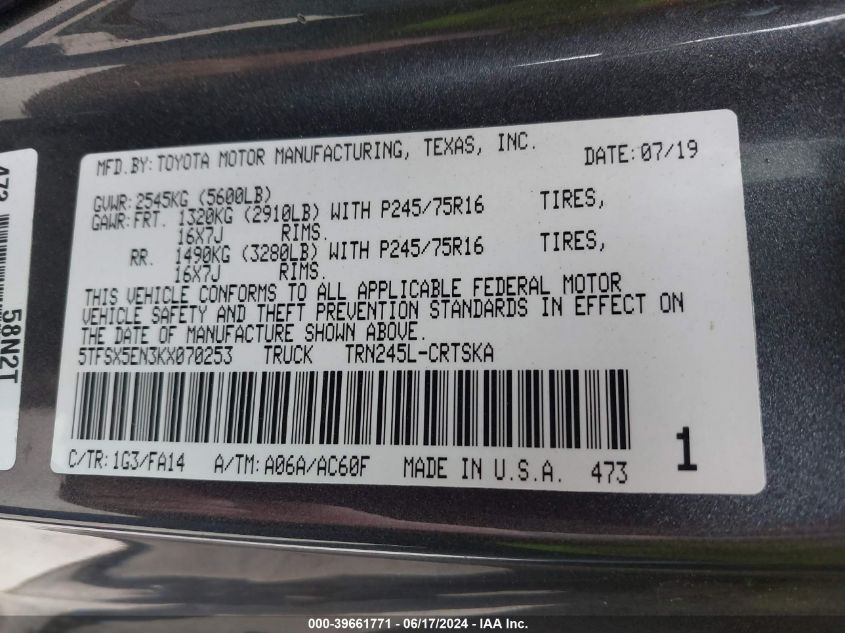 MFD.BY:TOYOTA MOTOR MANUFACTURING, TEXAS, INC. DATE:07/19
GVWR:2545KG (5600LB)
GAWR:FRT. 1320KG (2910LB) WITH P245/75R16 TIRES,
16X7J RIMS.
RR. 1490KG (3280LB) WITH P245/75R16 TIRES,
16X7J RIMS.
THIS VEHICLE CONFORMS TO ALL APPLICABLE FEDERAL MOTOR
VEHICLE SAFETY AND THEFT PREVENTION STANDARDS IN EFFECT ON
THE DATE OF MANUFACTURE SHOWN ABOVE.
5TFSX5EN3KX070253 TRUCK TRN245L-CRTSKA
C/TR:1G3/FA14 A/TM:A06A/AC60F MADE IN U.S.A. 473 1
58N2T
000-39661771 - 06/17/2024 - IAA Inc.